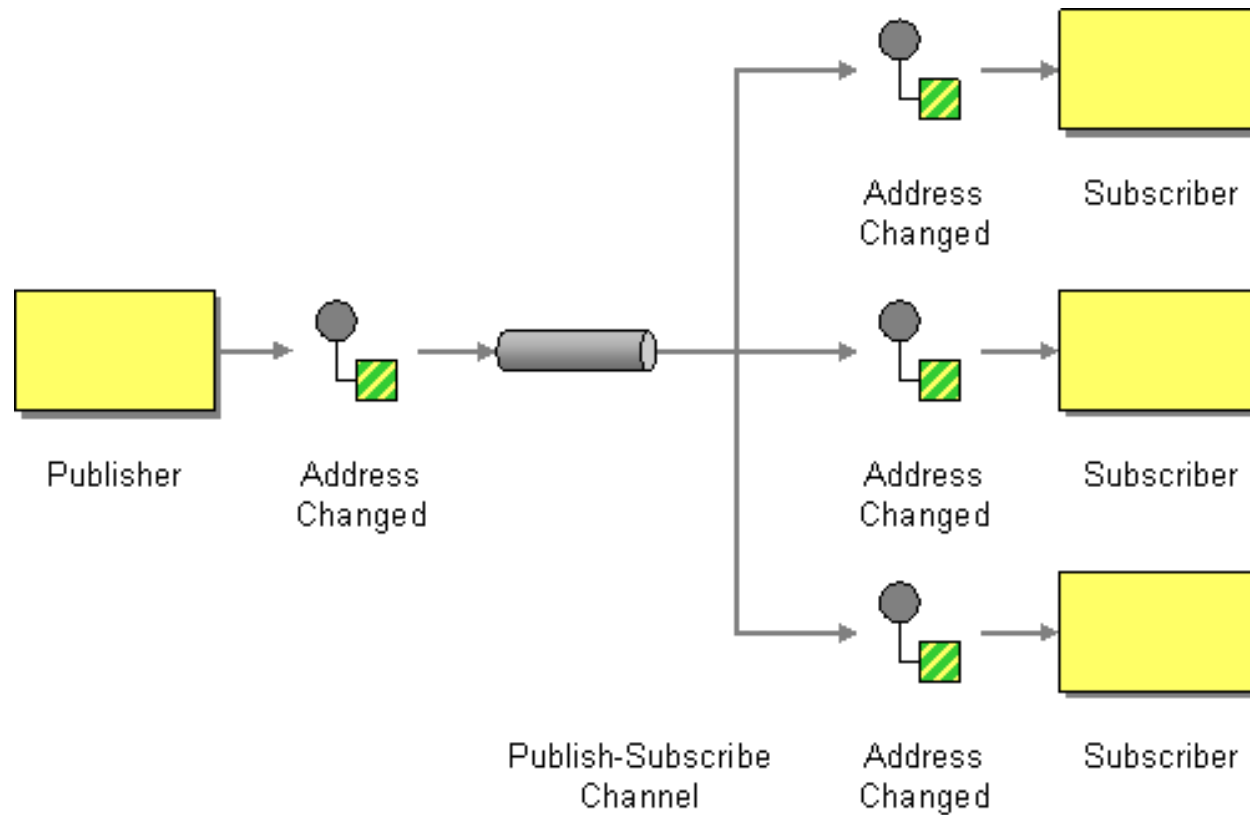 Address
Changed
Subscriber
Publisher
Address
Changed
Address
Changed
Subscriber
Publish-Subscribe
Channel
Address
Changed
Subscriber